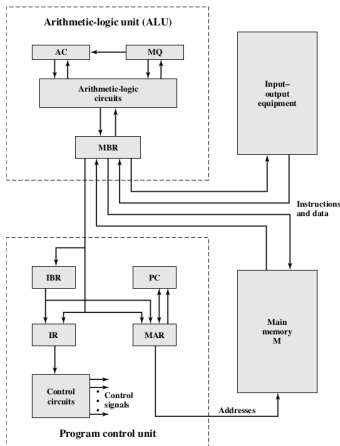 Arithmetic-logic unit (ALU)
AC
MQ
Arithmetic-logic
circuits
MBR
Input–
output
equipment
Instructions
and data
IBR
PC
IR
MAR
Main
memory
M
Control
circuits
Control
signals
Addresses
Program control unit